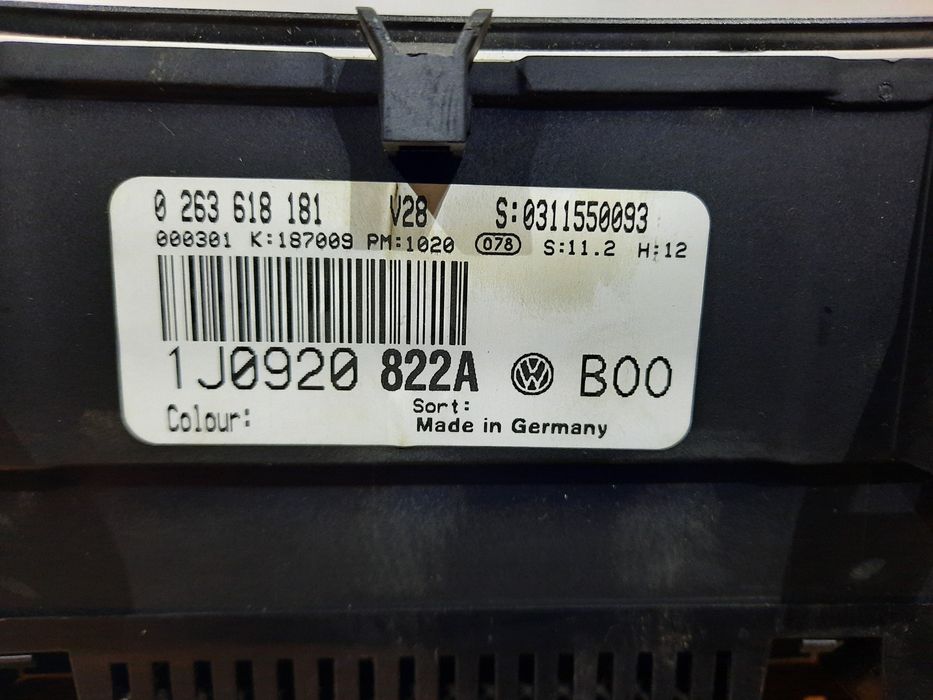 0 263 618 181 V28 S:0311550093
000301 K:187009 PM:1020 078 S:11.2 H:12
1J0920 822A VW B00
Sort:
Colour: Made in Germany